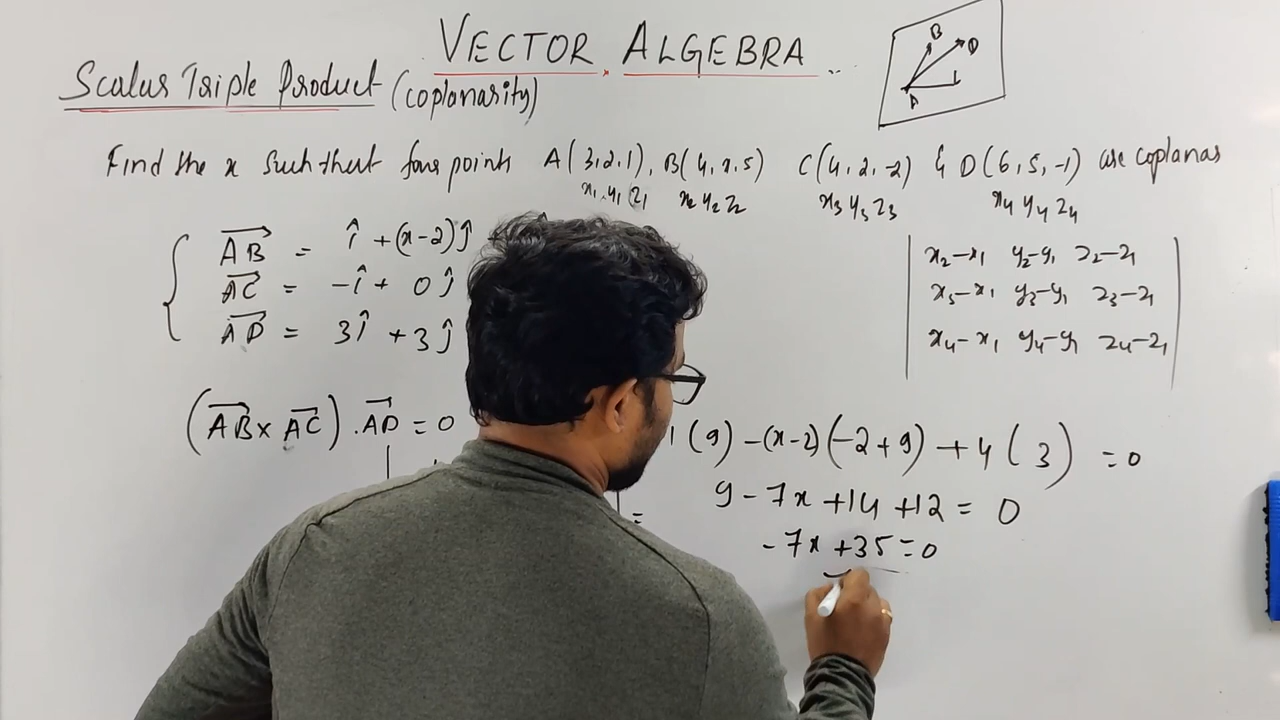 VECTOR ALGEBRA ..
Scalar Triple Product (coplanarity)
B
D
A
Find the x such that four points A(3,2,1), B(4,x,5) C(4,2,-2) & D(6,5,-1) are coplanar
x₁ y₁ z₁ x₂ y₂ z₂ x₃ y₃ z₃ x₄ y₄ z₄
AB = î + (x-2)ĵ
AC = -î + 0ĵ
AD = 3î + 3ĵ
x₂-x₁ y₂-y₁ z₂-z₁
x₃-x₁ y₃-y₁ z₃-z₁
x₄-x₁ y₄-y₁ z₄-z₁
(AB × AC) . AD = 0
1(9) -(x-2)(-2+9) +4(3) =0
=
9 - 7x +14 +12 = 0
-7x +35 =0